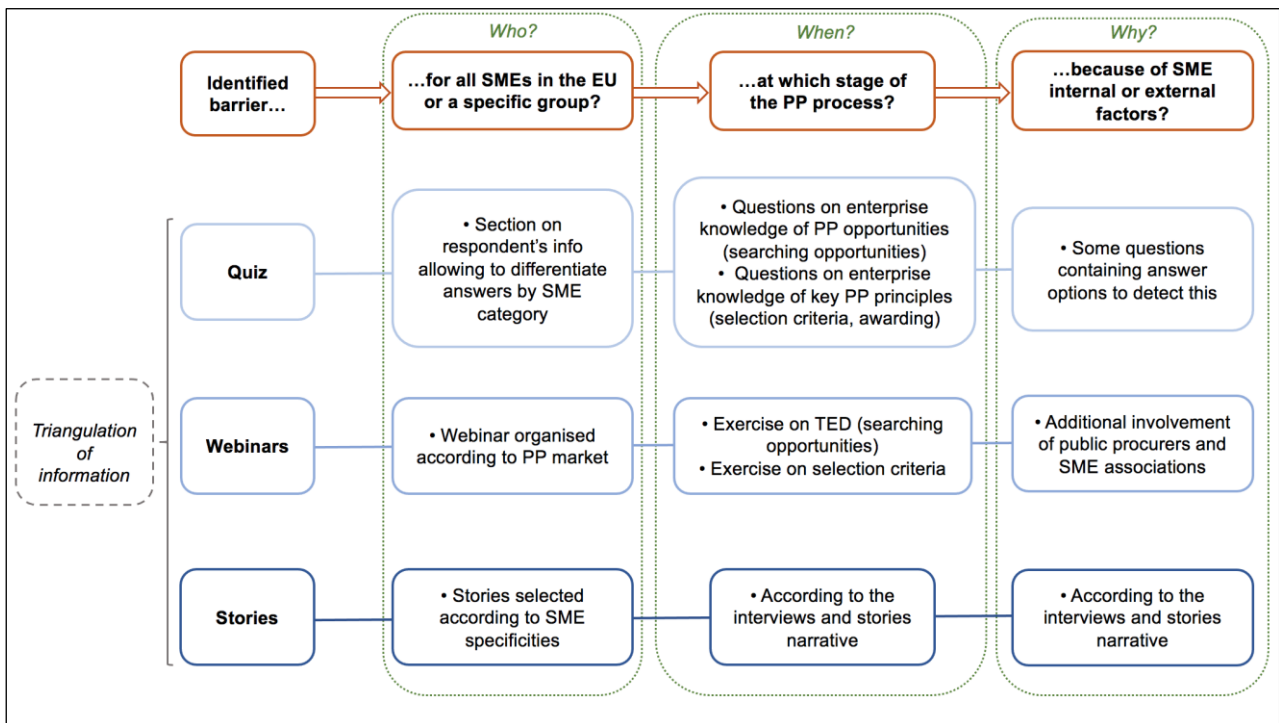 Who?
When?
Why?
Identified
barrier…
…for all SMEs in the EU
or a specific group?
…at which stage of
the PP process?
…because of SME
internal or external
factors?
Quiz
• Section on
respondent’s info
allowing to differentiate
answers by SME
category
• Questions on enterprise
knowledge of PP opportunities
(searching opportunities)
• Questions on enterprise
knowledge of key PP principles
(selection criteria, awarding)
• Some questions
containing answer
options to detect this
Triangulation
of
information
Webinars
• Webinar organised
according to PP market
• Exercise on TED (searching
opportunities)
• Exercise on selection criteria
• Additional involvement
of public procurers and
SME associations
Stories
• Stories selected
according to SME
specificities
• According to the
interviews and stories
narrative
• According to the
interviews and stories
narrative